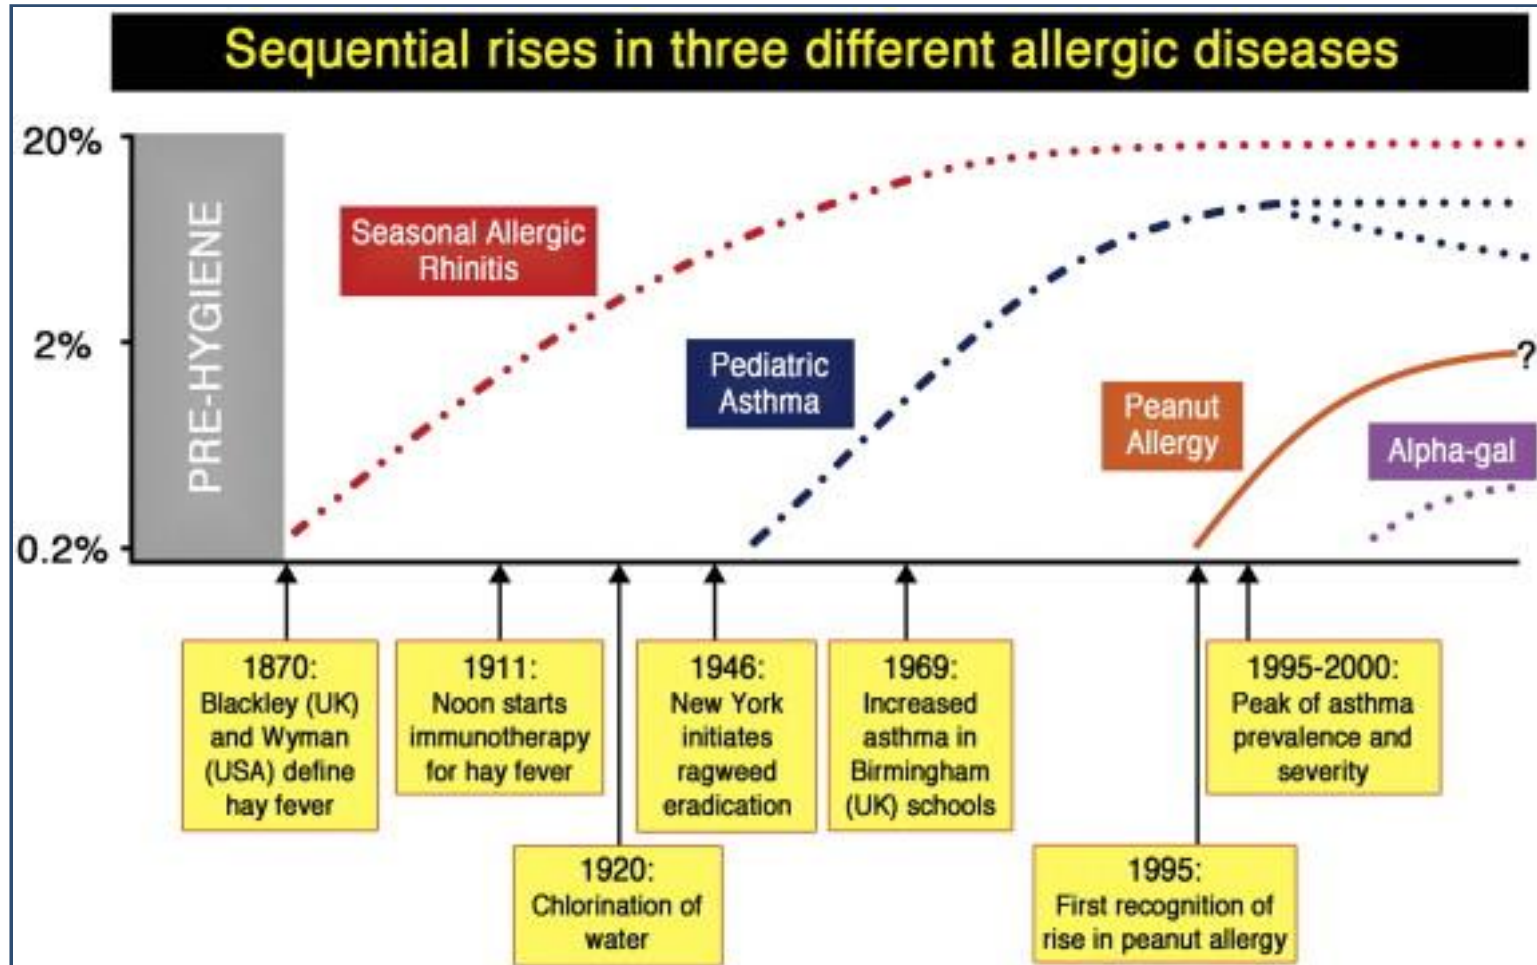 Sequential rises in three different allergic diseases
20%
2%
0.2%
PRE-HYGIENE
Seasonal Allergic
Rhinitis
Pediatric
Asthma
Peanut
Allergy
?
Alpha-gal
1870:
Blackley (UK)
and Wyman
(USA) define
hay fever
1911:
Noon starts
immunotherapy
for hay fever
1920:
Chlorination of
water
1946:
New York
initiates
ragweed
eradication
1969:
Increased
asthma in
Birmingham
(UK) schools
1995:
First recognition of
rise in peanut allergy
1995-2000:
Peak of asthma
prevalence and
severity